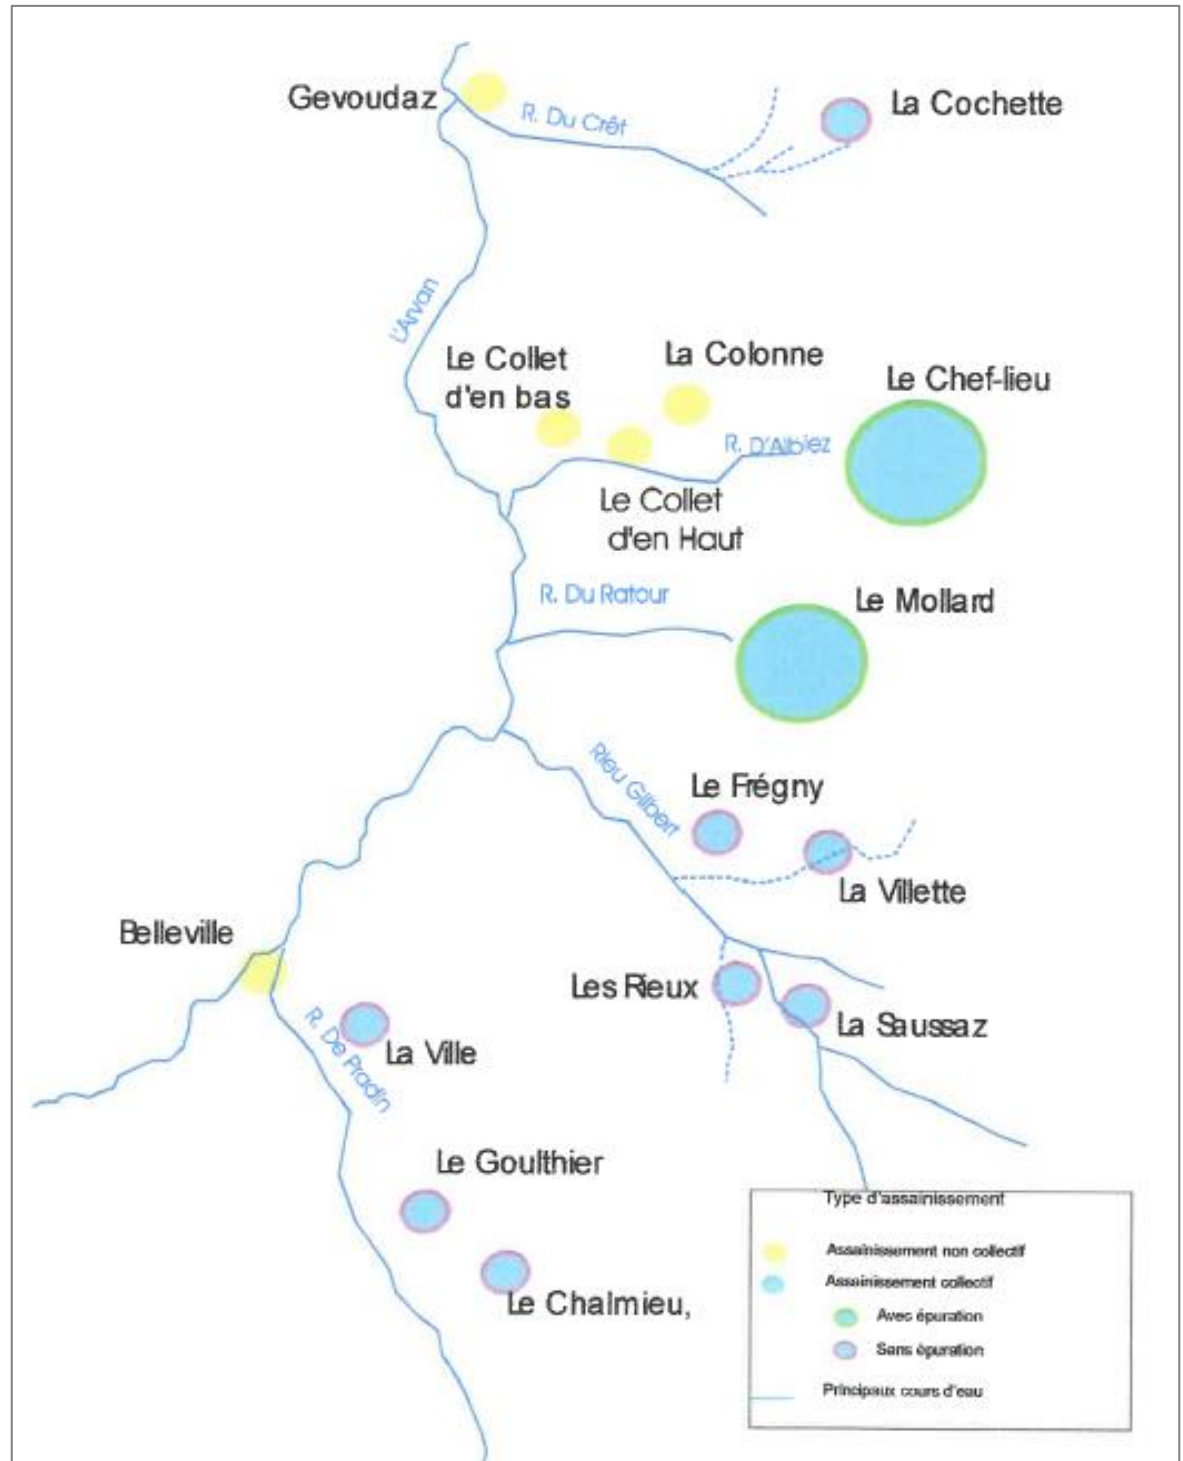 Gevoudaz
R. Du Crêt
La Cochette
L'Arvan
Le Collet
d'en bas
La Colonne
Le Chef-lieu
R. D'Albiez
Le Collet
d'en Haut
R. Du Ratour
Le Mollard
Rieu Gilbert
Le Frégny
La Villette
Belleville
Les Rieux
La Saussaz
R. De Pradin
La Ville
Le Goulthier
Le Chalmieu,
Type d'assainissement
Assainissement non collectif
Assainissement collectif
Avec épuration
Sans épuration
Principaux cours d'eau